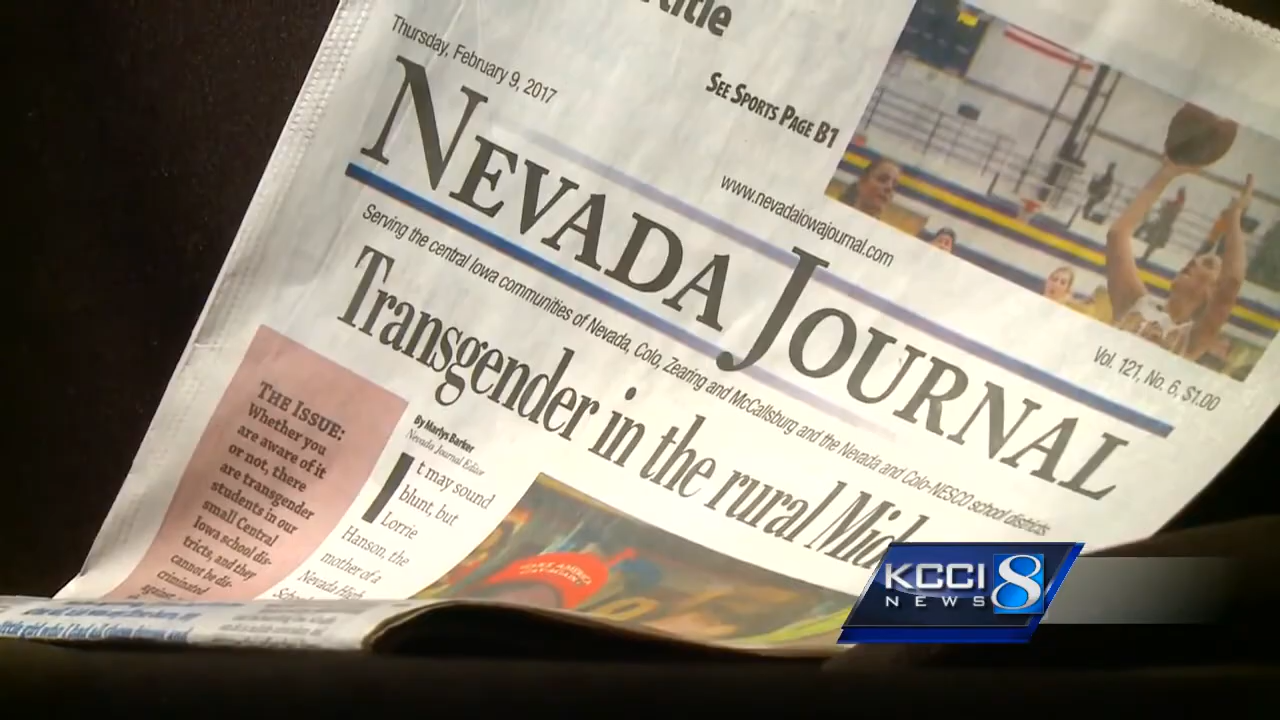 Title
Thursday, February 9, 2017
SEE SPORTS PAGE B1
www.nevadaiowajournal.com
NEVADA JOURNAL
Vol. 121, No. 6, $1.00
Serving the central Iowa communities of Nevada, Colo, Zearing and McCallsburg and the Nevada and Colo-NESCO school districts
Transgender in the rural Mid
THE ISSUE:
Whether you
are aware of it
or not, there
are transgender
students in our
small Central
Iowa school dis-
tricts, and they
cannot be dis-
criminated
By Marlys Barker
Nevada Journal Editor
It may sound
blunt, but
Lorrie
Hanson, the
mother of a
Nevada High
MAKE AMERICA
KCCI 8
NEWS